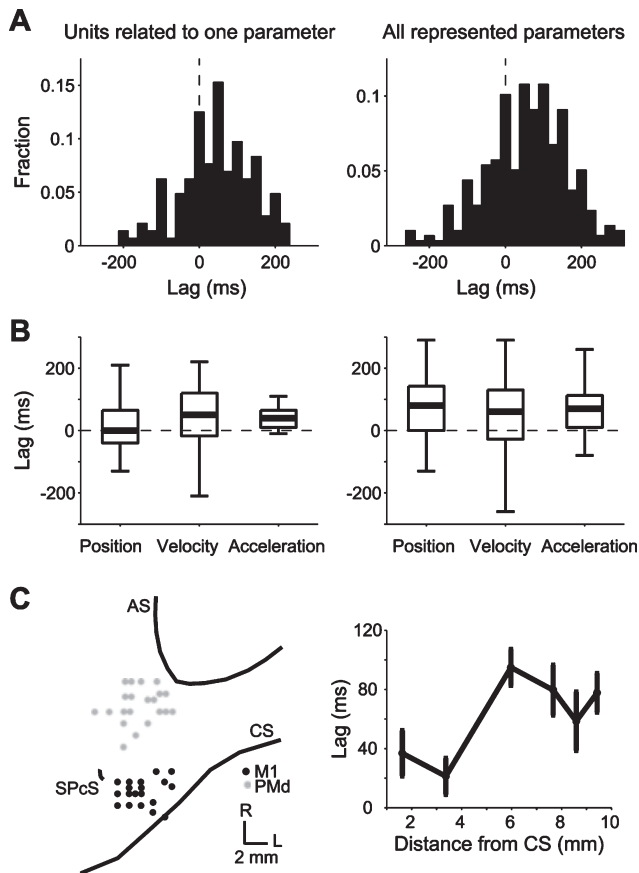 A
Units related to one parameter
All represented parameters
Fraction
0.15
0.1
0.05
0
-200
0
200
Lag (ms)
0.1
0.05
0
-200
0
200
Lag (ms)
B
Lag (ms)
200
0
-200
Position
Velocity
Acceleration
200
0
-200
Position
Velocity
Acceleration
C
AS
CS
SPcS
M1
PMd
R
L
2 mm
Lag (ms)
120
80
40
0
2
4
6
8
10
Distance from CS (mm)